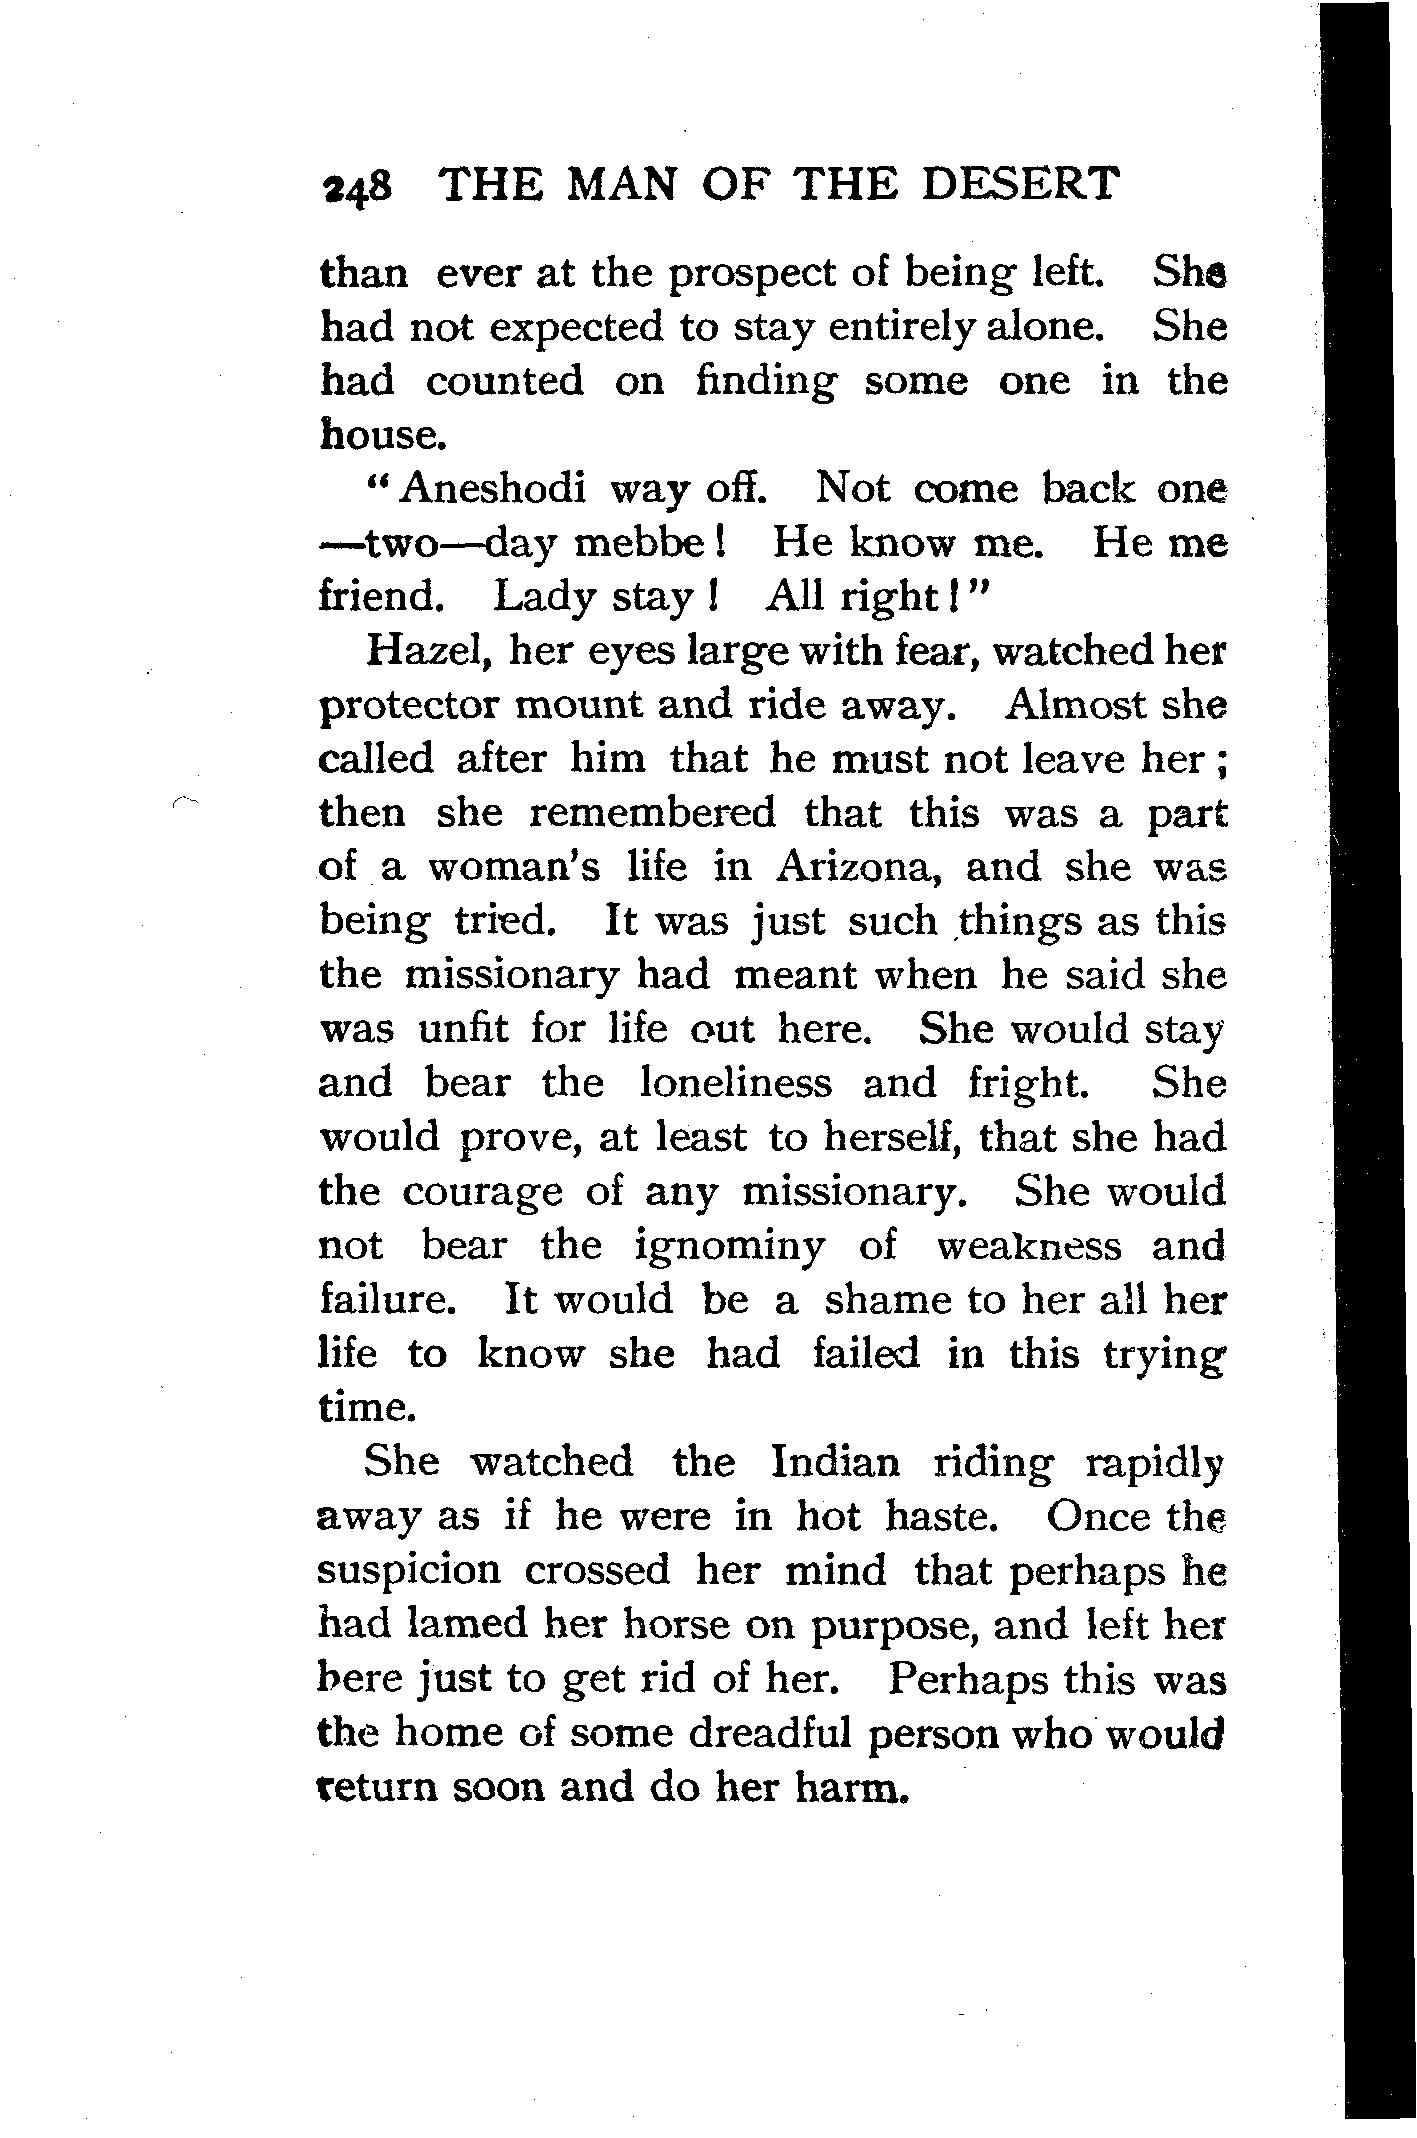 248 THE MAN OF THE DESERT
than ever at the prospect of being left. She
had not expected to stay entirely alone. She
had counted on finding some one in the
house.
"Aneshodi way off. Not come back one
—two—day mebbe! He know me. He me
friend. Lady stay! All right!"
Hazel, her eyes large with fear, watched her
protector mount and ride away. Almost she
called after him that he must not leave her;
then she remembered that this was a part
of a woman's life in Arizona, and she was
being tried. It was just such things as this
the missionary had meant when he said she
was unfit for life out here. She would stay
and bear the loneliness and fright. She
would prove, at least to herself, that she had
the courage of any missionary. She would
not bear the ignominy of weakness and
failure. It would be a shame to her all her
life to know she had failed in this trying
time.
She watched the Indian riding rapidly
away as if he were in hot haste. Once the
suspicion crossed her mind that perhaps he
had lamed her horse on purpose, and left her
here just to get rid of her. Perhaps this was
the home of some dreadful person who would
return soon and do her harm.